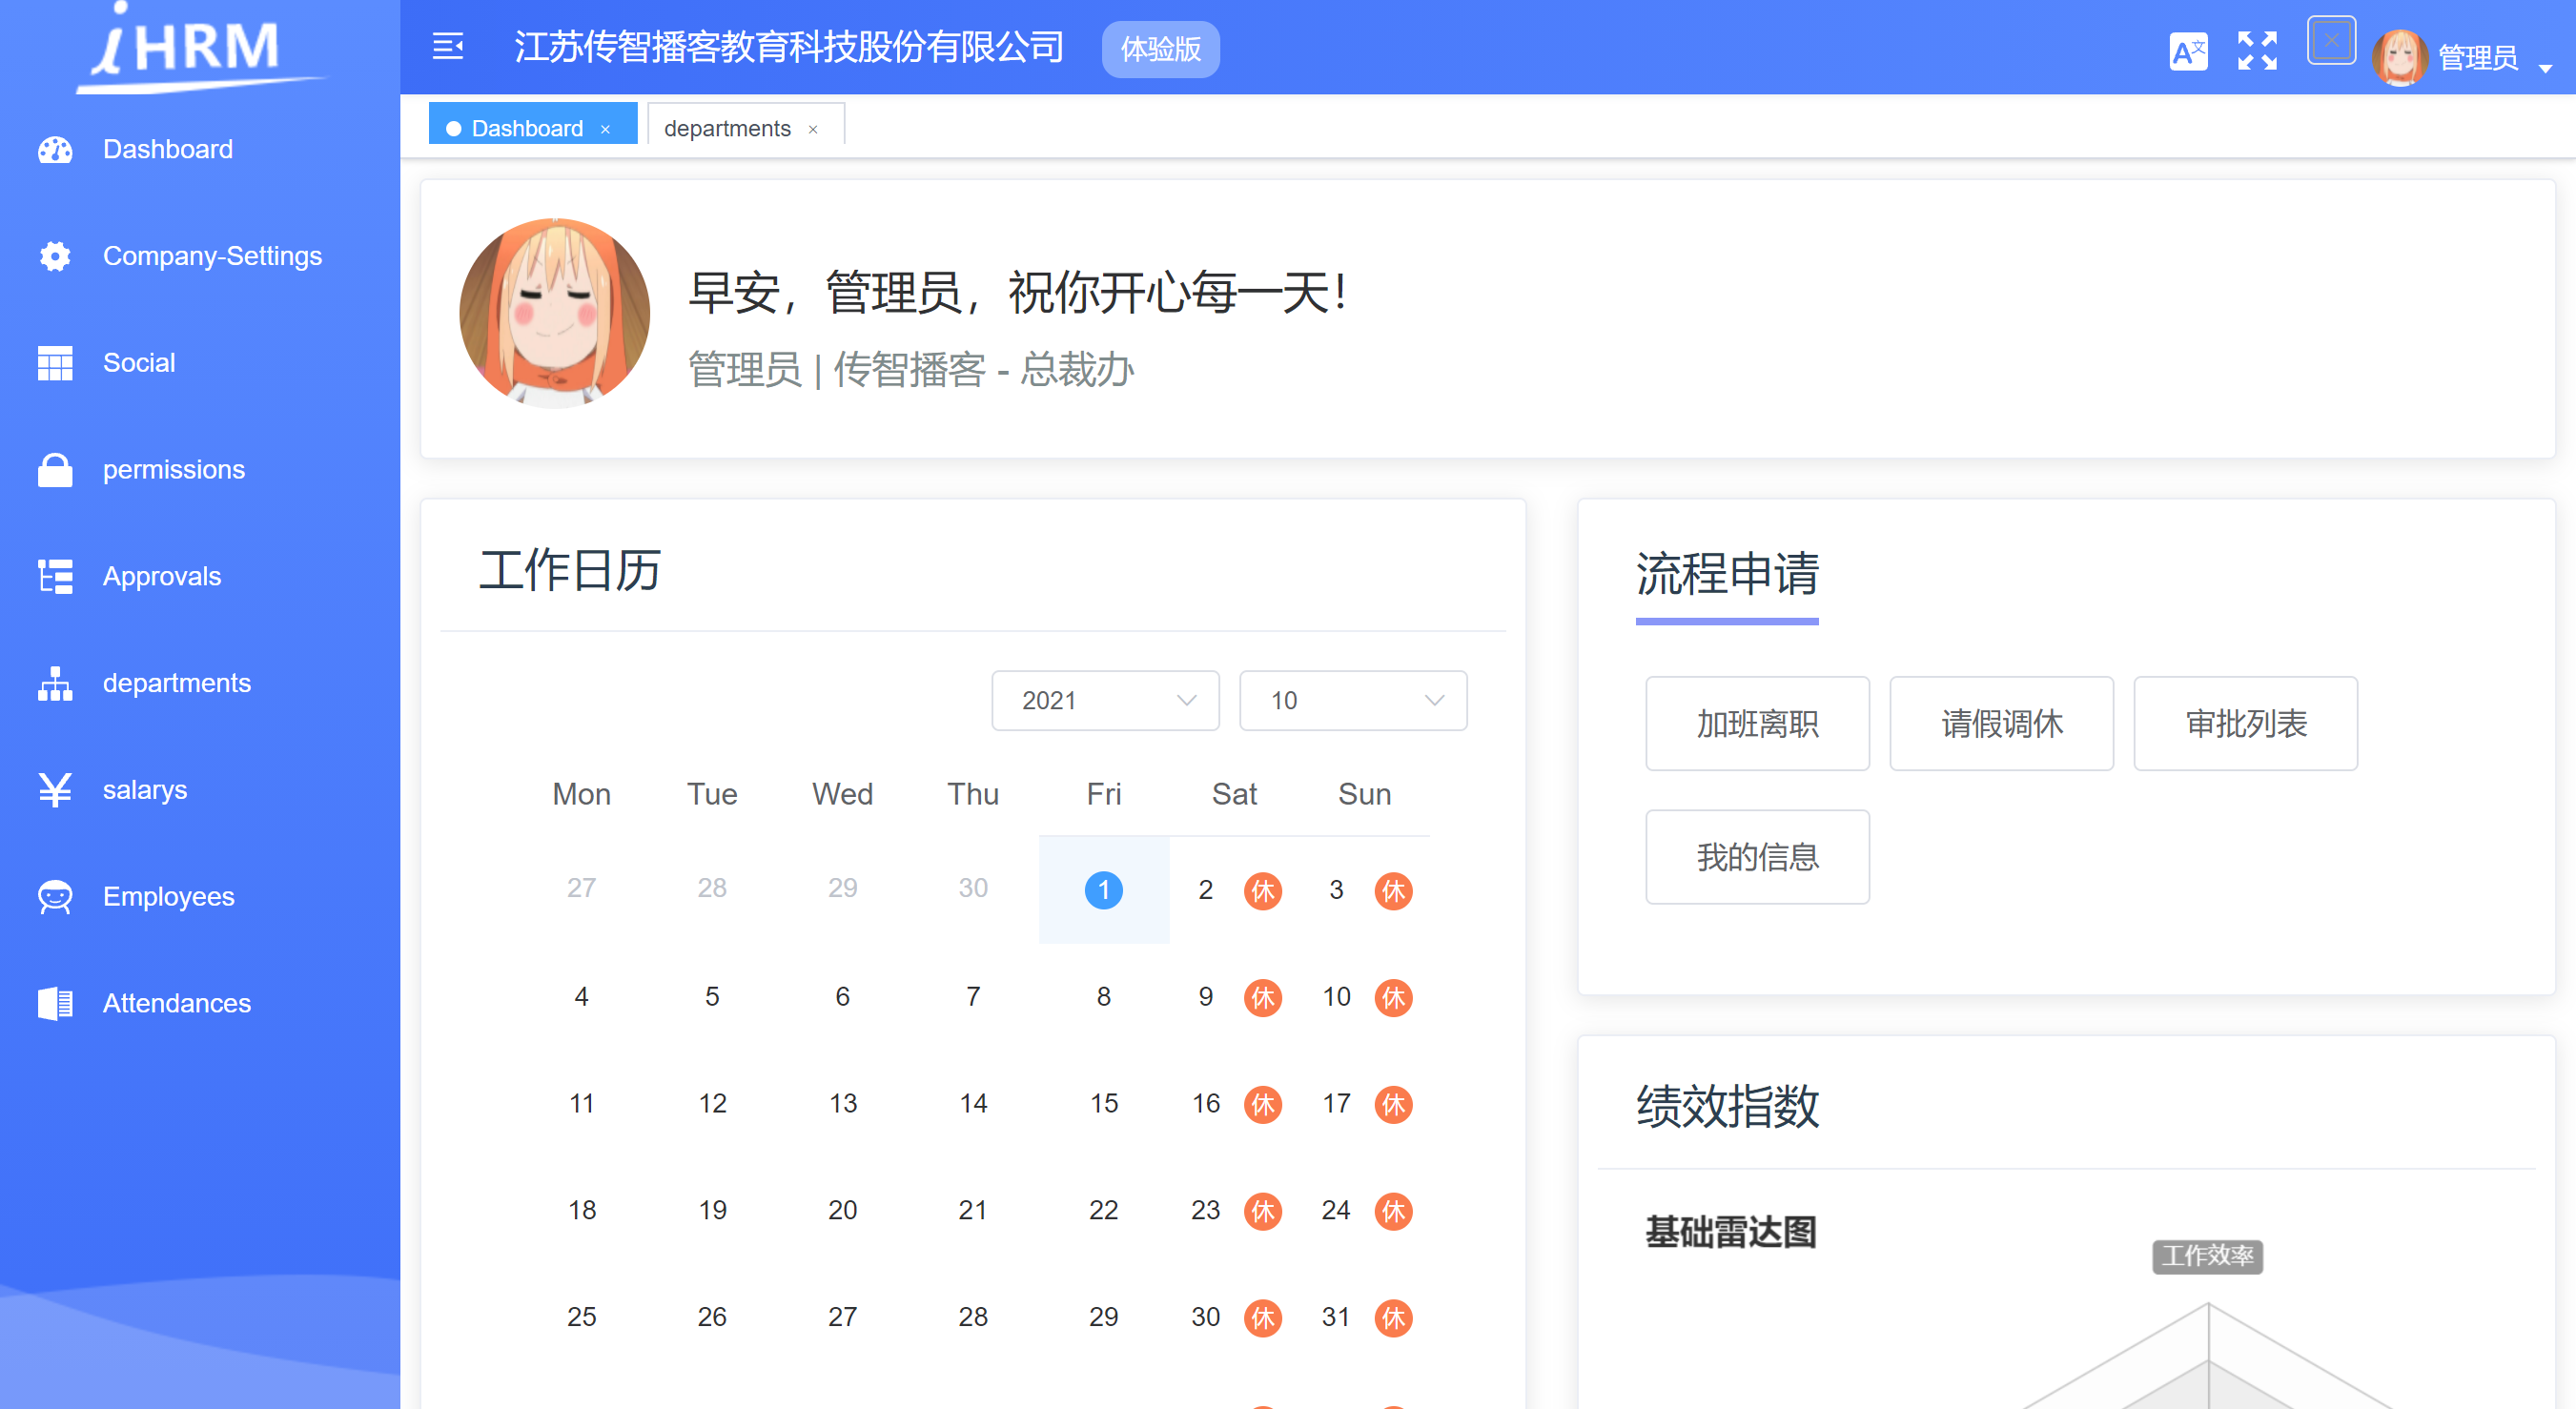 iHRM
江苏传智播客教育科技股份有限公司 体验版
管理员
Dashboard
Company-Settings
Social
permissions
Approvals
departments
salarys
Employees
Attendances
Dashboard × departments ×
早安，管理员，祝你开心每一天！
管理员 | 传智播客 - 总裁办
工作日历
2021 10
Mon Tue Wed Thu Fri Sat Sun
27 28 29 30 1 2 休 3 休
4 5 6 7 8 9 休 10 休
11 12 13 14 15 16 休 17 休
18 19 20 21 22 23 休 24 休
25 26 27 28 29 30 休 31 休
流程申请
加班离职 请假调休 审批列表
我的信息
绩效指数
基础雷达图
工作效率